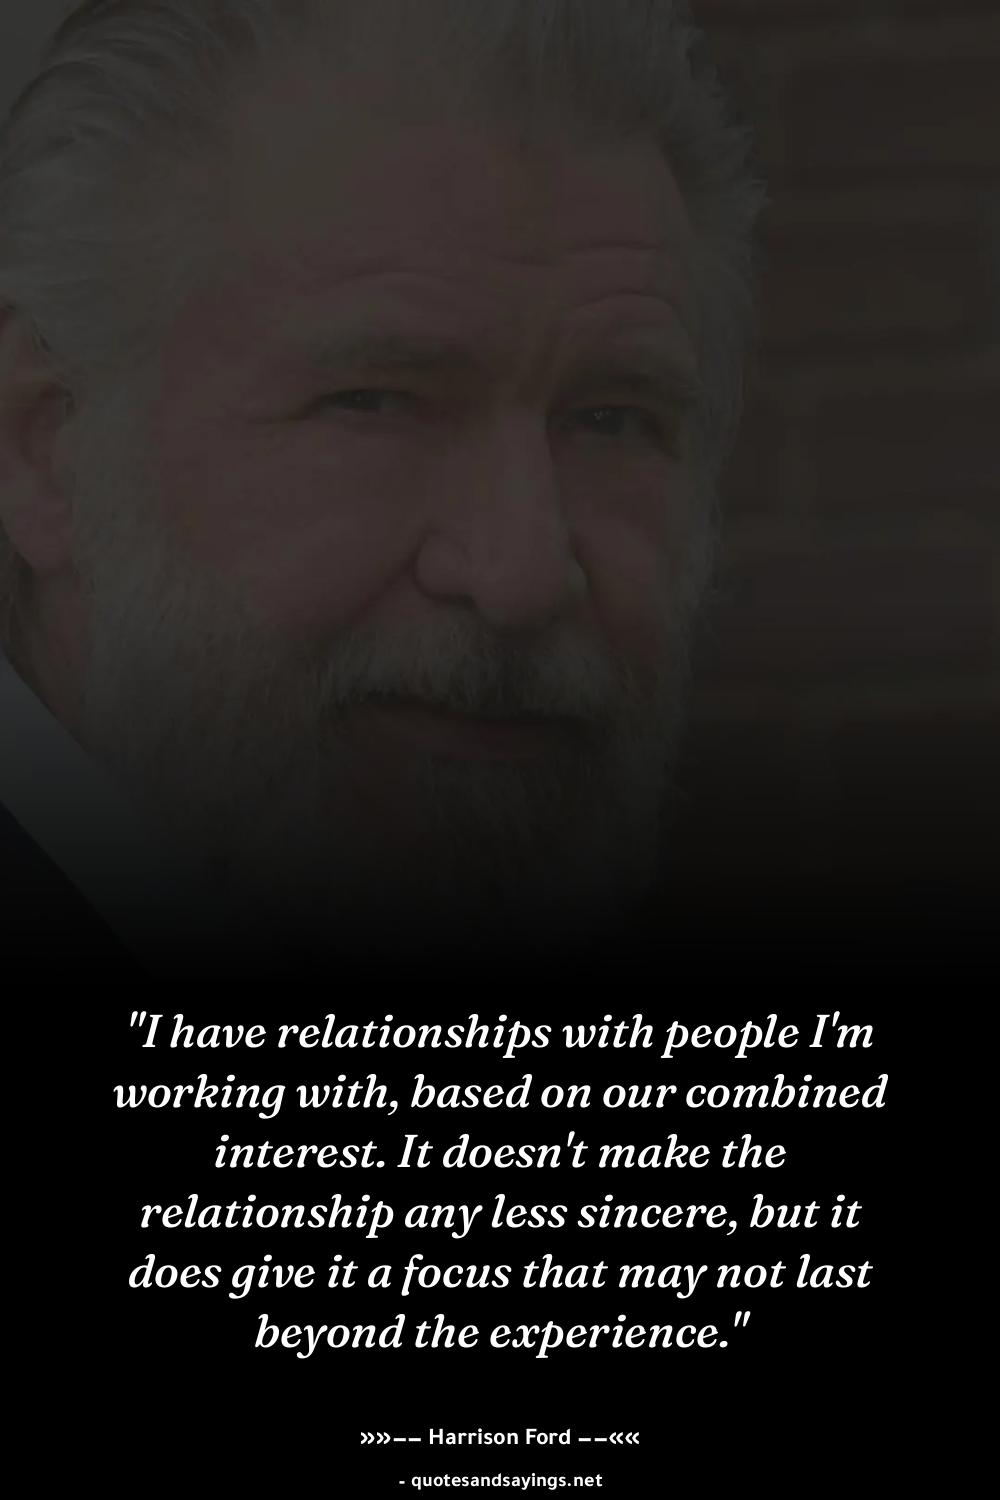 "I have relationships with people I'm
working with, based on our combined
interest. It doesn't make the
relationship any less sincere, but it
does give it a focus that may not last
beyond the experience."
»»−− Harrison Ford −−««
- quotesandsayings.net